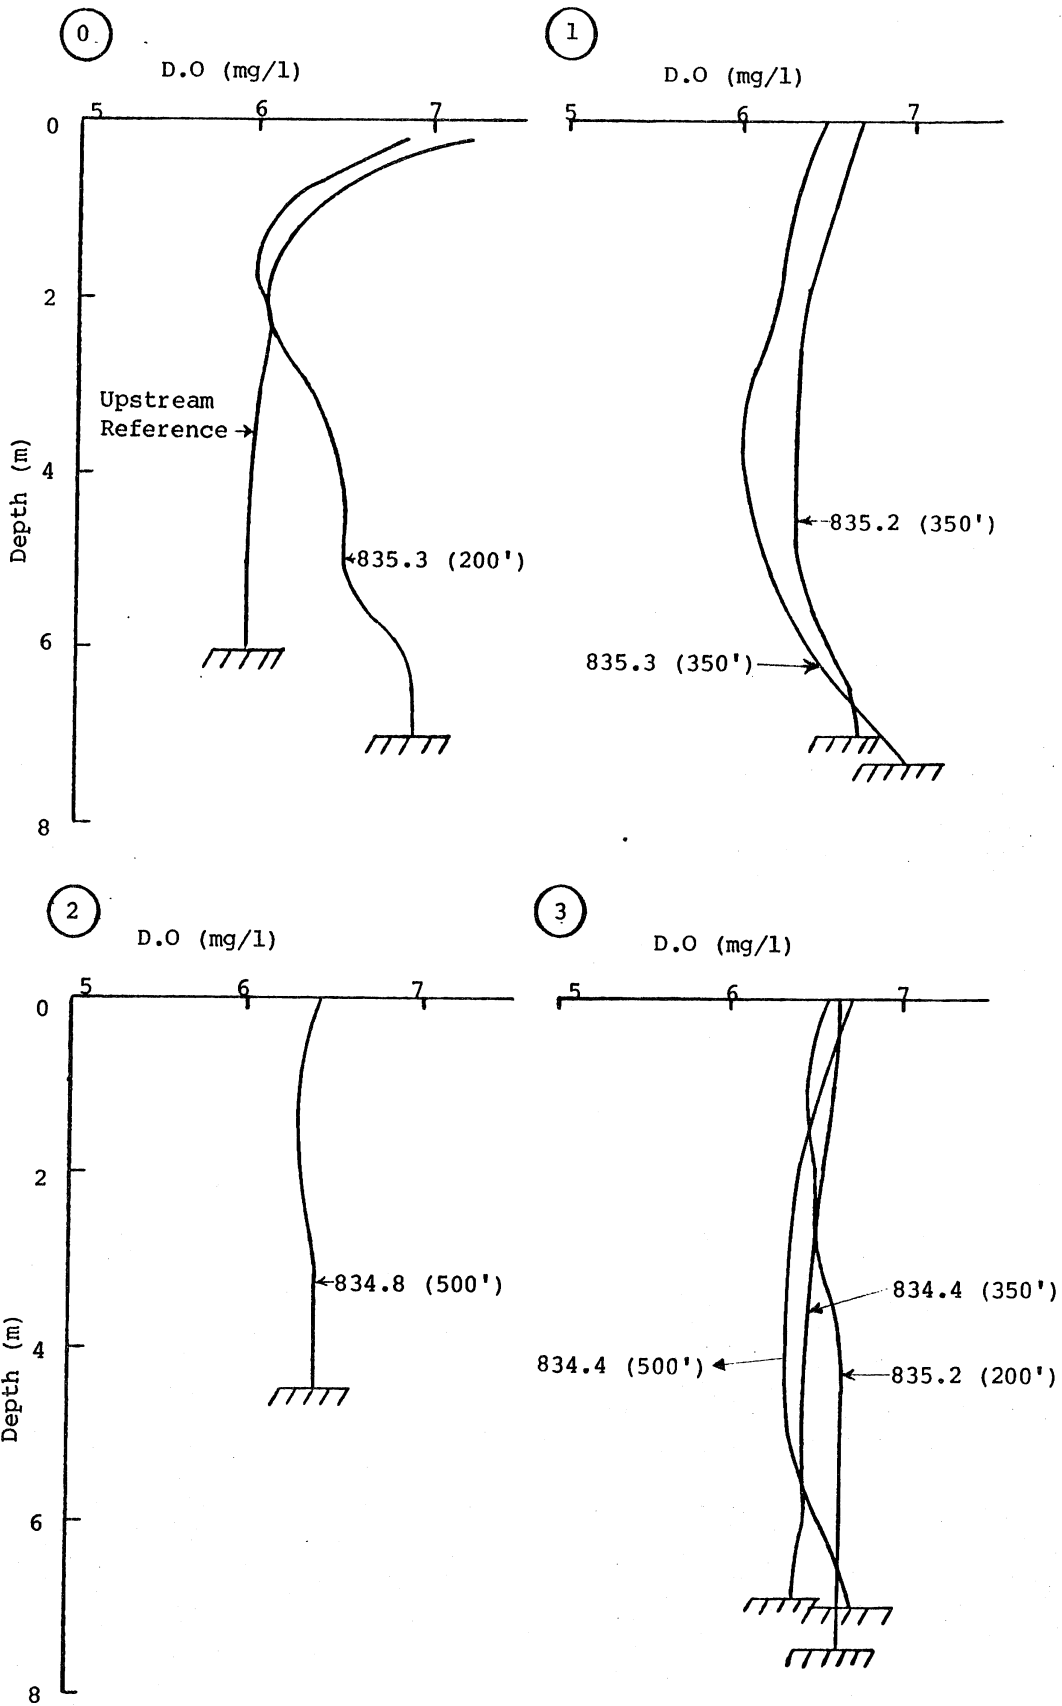 0
D.O (mg/l)
5 6 7
0
2
4
6
8
Depth (m)
Upstream
Reference
835.3 (200')
1
D.O (mg/l)
5 6 7
835.2 (350')
835.3 (350')
2
D.O (mg/l)
5 6 7
0
2
4
6
8
Depth (m)
834.8 (500')
3
D.O (mg/l)
5 6 7
834.4 (350')
834.4 (500')
835.2 (200')